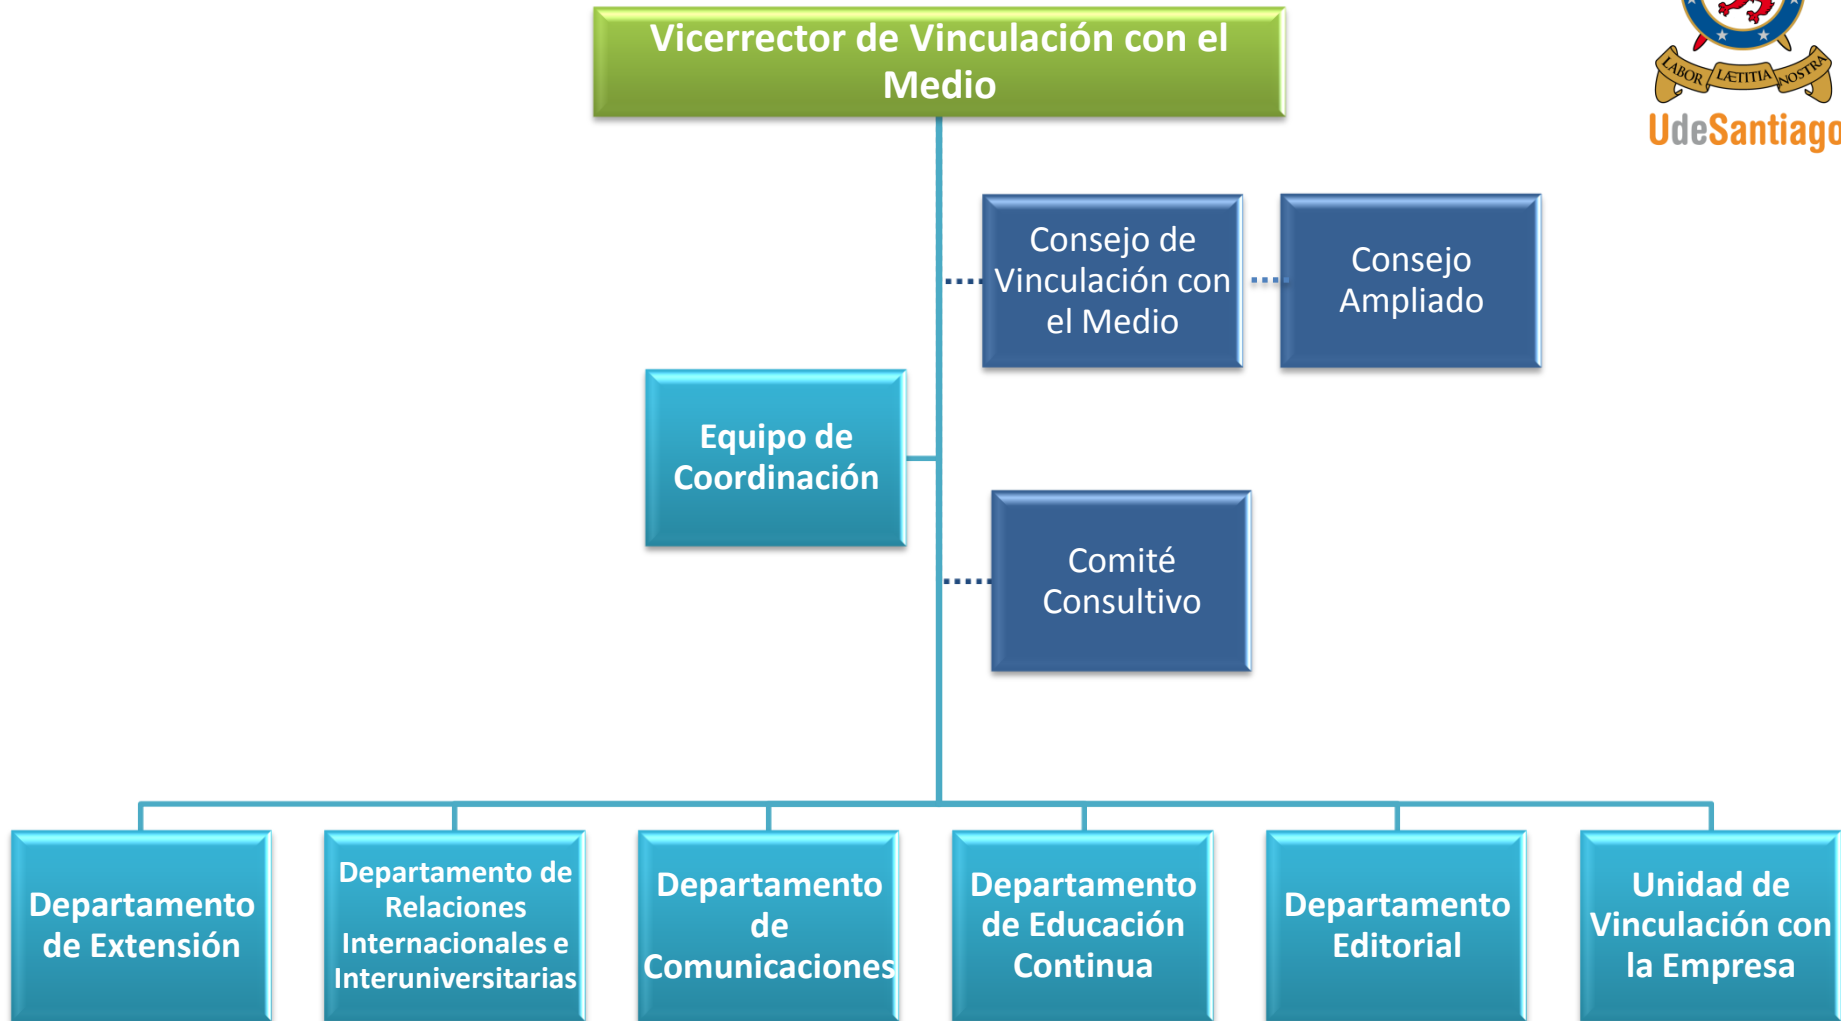 Vicerrector de Vinculación con el
Medio
LABOR LÆTITIA NOSTRA
UdeSantiago
Consejo de
Vinculación con
el Medio
Consejo
Ampliado
Equipo de
Coordinación
Comité
Consultivo
Departamento
de Extensión
Departamento de
Relaciones
Internacionales e
Interuniversitarias
Departamento
de
Comunicaciones
Departamento
de Educación
Continua
Departamento
Editorial
Unidad de
Vinculación con
la Empresa